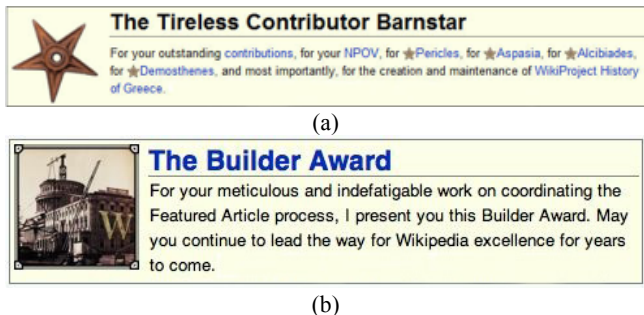 The Tireless Contributor Barnstar
For your outstanding contributions, for your NPOV, for Pericles, for Aspasia, for Alcibiades,
for Demosthenes, and most importantly, for the creation and maintenance of WikiProject History
of Greece.
(a)
The Builder Award
W
For your meticulous and indefatigable work on coordinating the
Featured Article process, I present you this Builder Award. May
you continue to lead the way for Wikipedia excellence for years
to come.
(b)